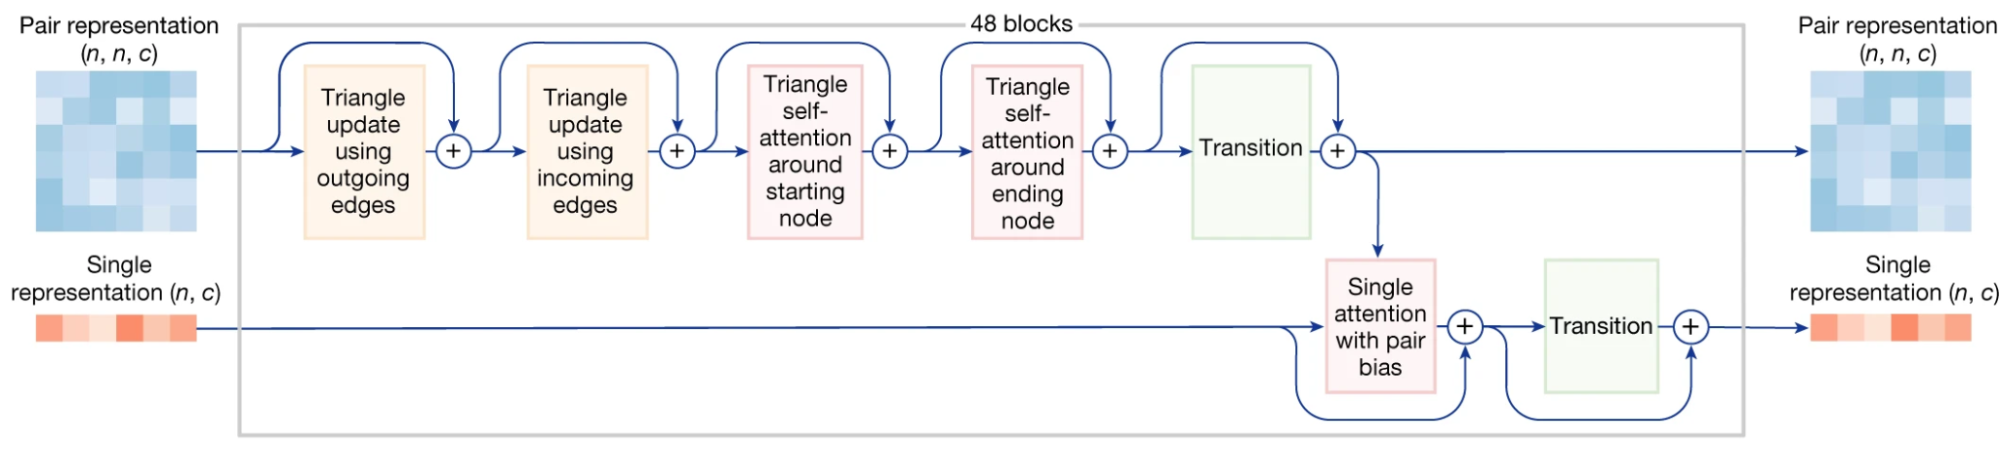 48 blocks
Pair representation
(n, n, c)
Triangle
update
using
outgoing
edges
+
Triangle
update
using
incoming
edges
+
Triangle
self-
attention
around
starting
node
+
Triangle
self-
attention
around
ending
node
+
Transition
+
Pair representation
(n, n, c)
Single
representation (n, c)
Single
attention
with pair
bias
+
Transition
+
Single
representation (n, c)